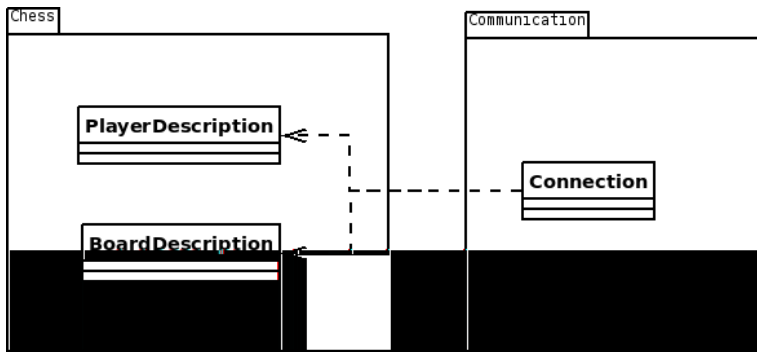 Chess
Communication
PlayerDescription
Connection
BoardDescription